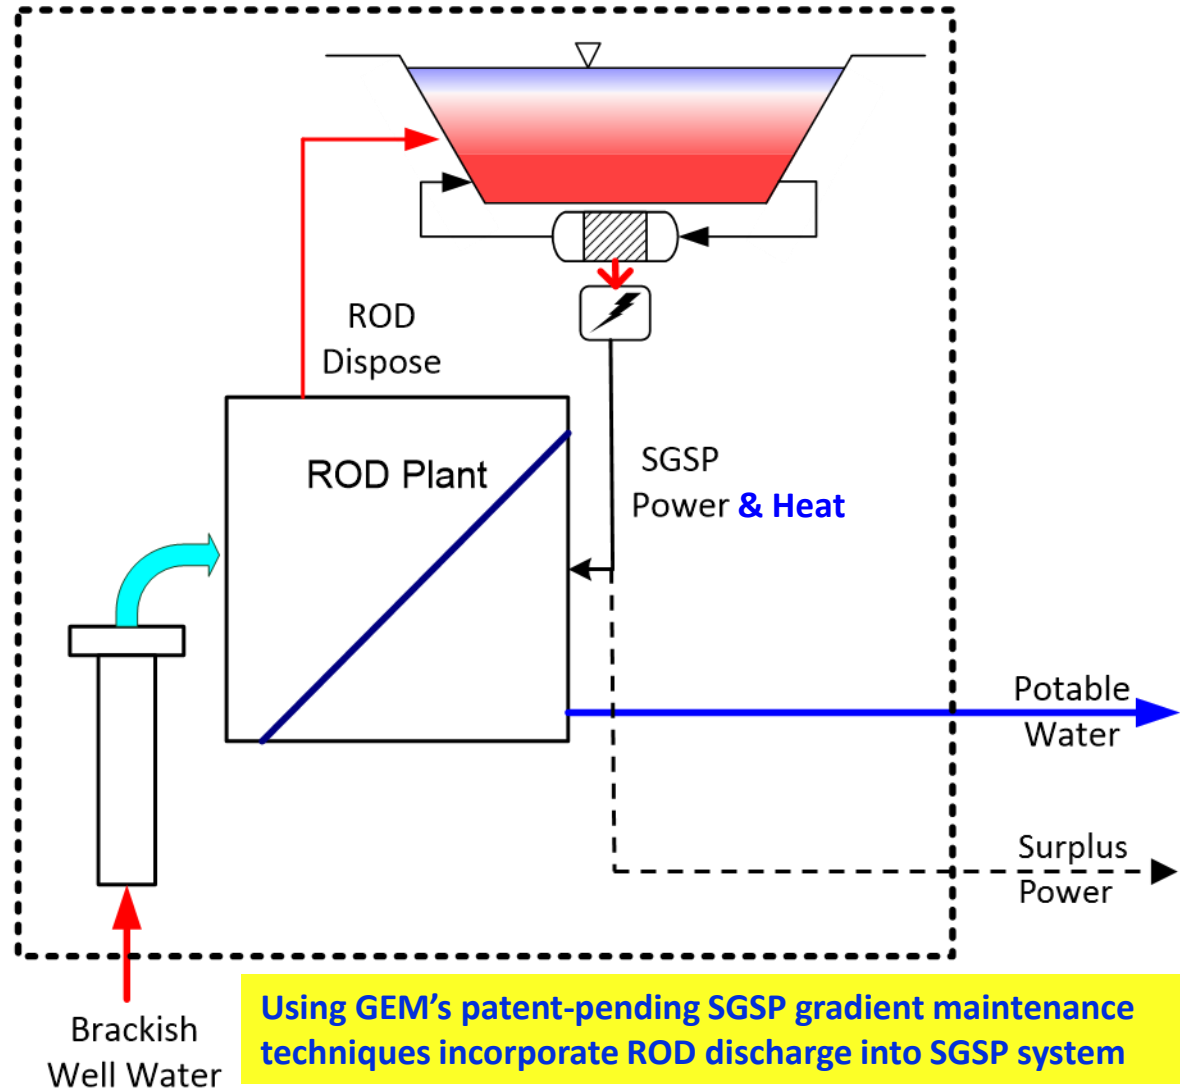 ROD
Dispose
ROD Plant
SGSP
Power & Heat
Potable
Water
Surplus
Power
Brackish
Well Water
Using GEM’s patent-pending SGSP gradient maintenance
techniques incorporate ROD discharge into SGSP system